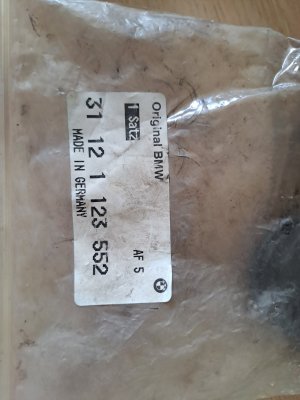 Original BMW
1 Satz
31 12 1 123 552
MADE IN GERMANY
AF 5